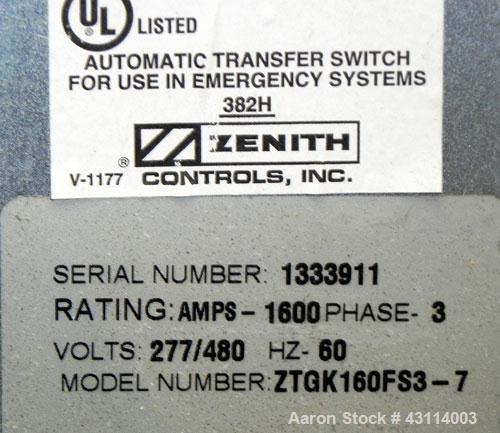 UL LISTED
AUTOMATIC TRANSFER SWITCH
FOR USE IN EMERGENCY SYSTEMS
382H
® ZENITH
V-1177 CONTROLS, INC.
SERIAL NUMBER: 1333911
RATING: AMPS- 1600 PHASE- 3
VOLTS: 277/480 HZ- 60
MODEL NUMBER: ZTGK160FS3-7
Aaron Stock # 43114003